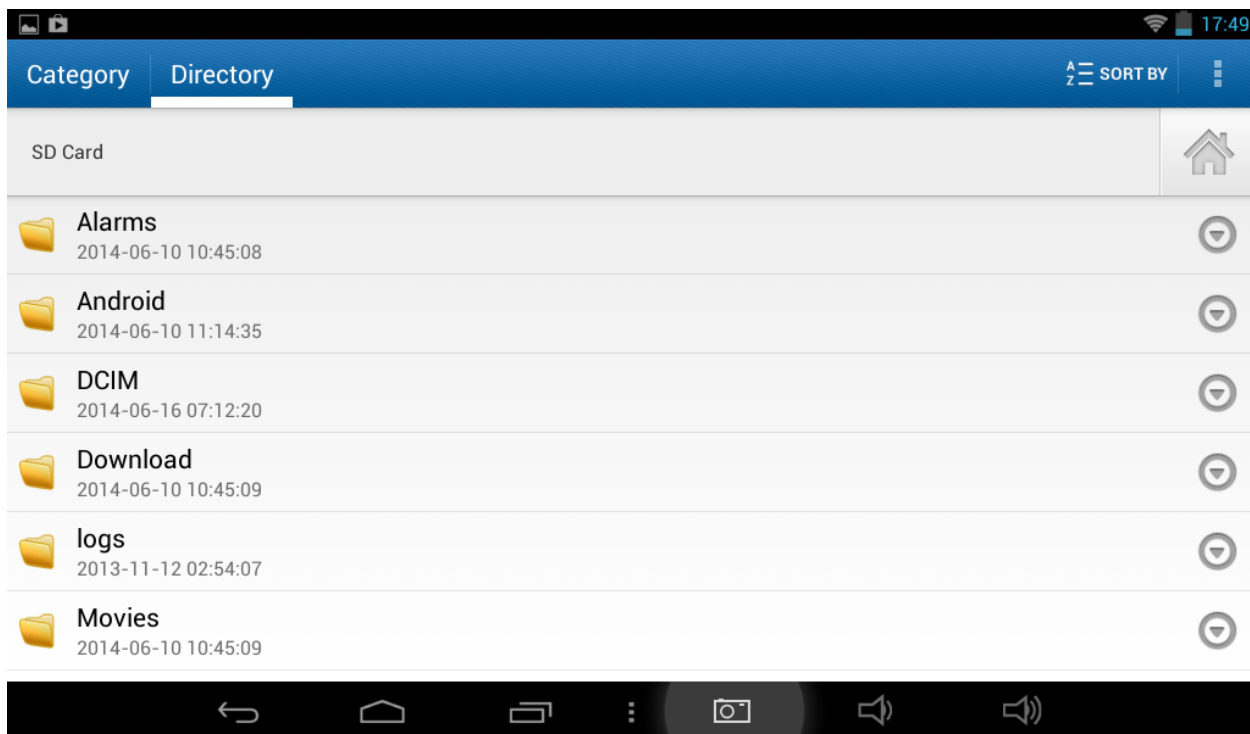 17:49
Category Directory A Z SORT BY
SD Card
Alarms
2014-06-10 10:45:08
Android
2014-06-10 11:14:35
DCIM
2014-06-16 07:12:20
Download
2014-06-10 10:45:09
logs
2013-11-12 02:54:07
Movies
2014-06-10 10:45:09